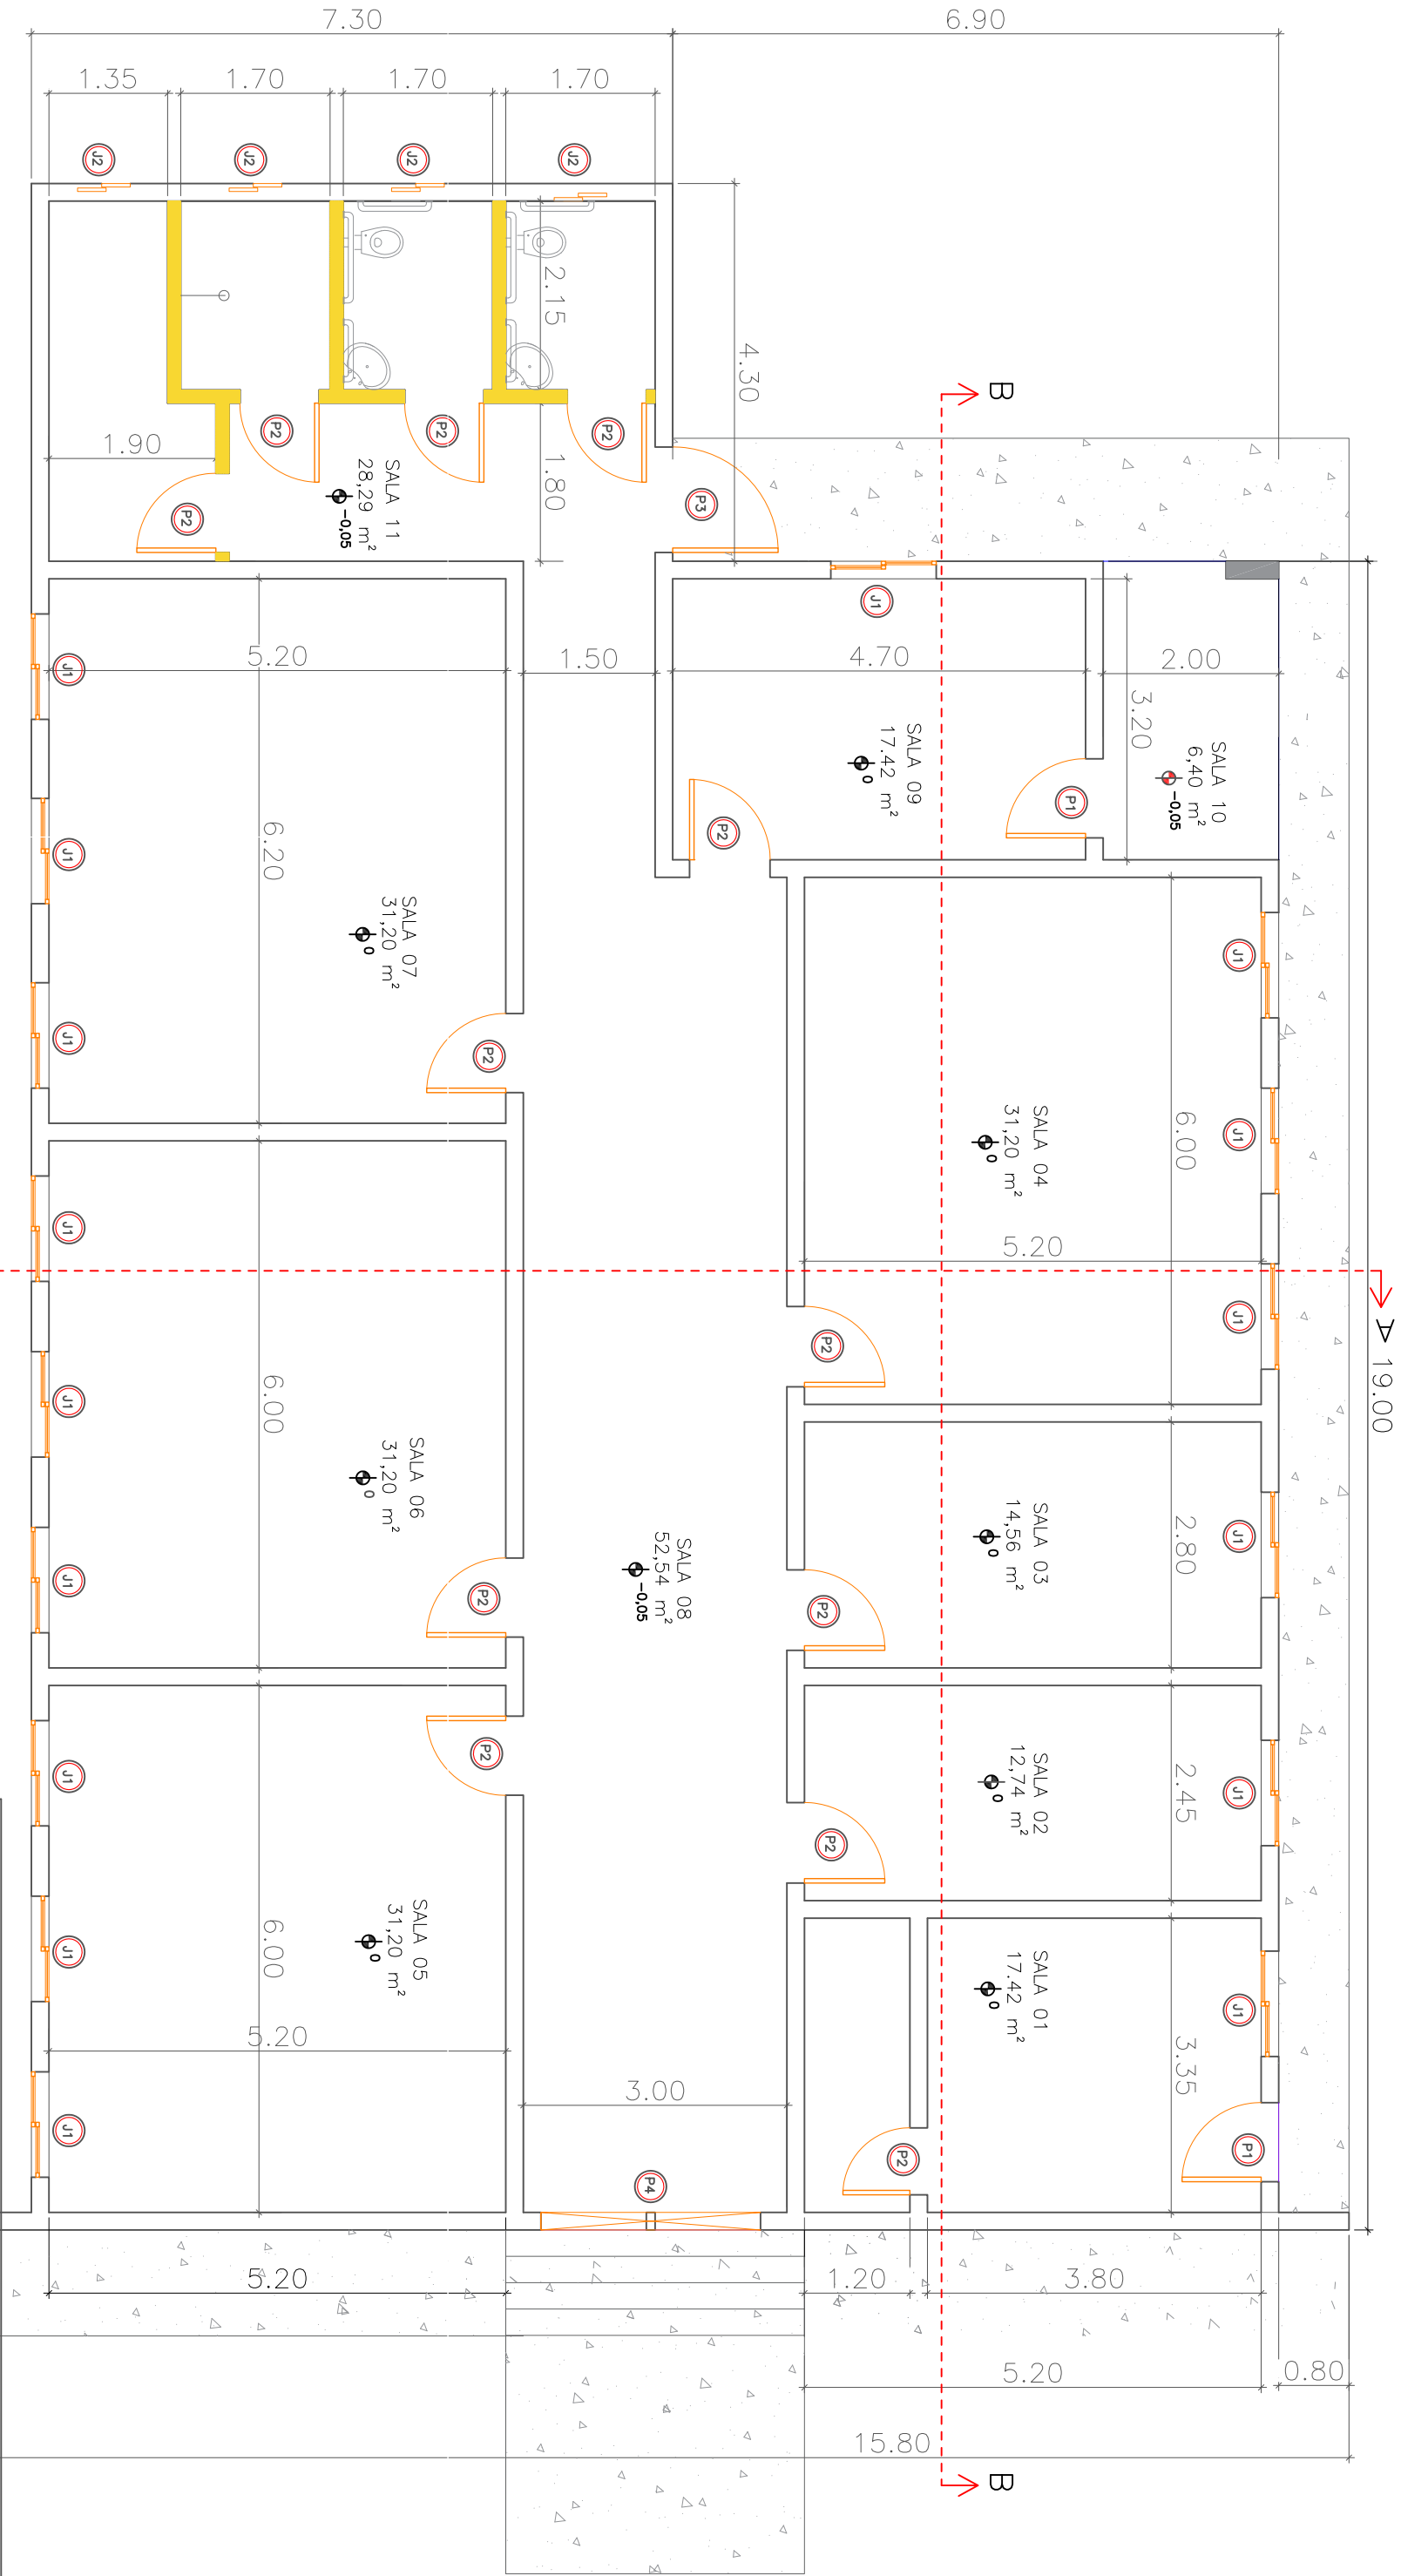 7.30
6.90
1.35
1.70
1.70
1.70
J2
J2
J2
J2
2.15
4.30
B
1.90
P2
P2
P2
P2
SALA 11
28,29 m²
-0,05
1.80
P3
J1
5.20
1.50
J1
4.70
2.00
3.20
SALA 10
6,40 m²
-0,05
SALA 09
17.42 m²
0
P1
P2
J1
6.20
SALA 07
31,20 m²
0
J1
P2
J1
SALA 04
31,20 m²
0
6.00
J1
5.20
J1
P2
A
19.00
J1
J1
6.00
SALA 06
31,20 m²
0
J1
P2
SALA 08
52,54 m²
-0,05
SALA 03
14,56 m²
0
2.80
J1
P2
J1
P2
SALA 02
12,74 m²
0
2.45
J1
P2
SALA 05
31,20 m²
0
6.00
J1
5.20
J1
SALA 01
17.42 m²
0
3.35
J1
P1
P2
3.00
P4
5.20
1.20
3.80
5.20
0.80
15.80
B